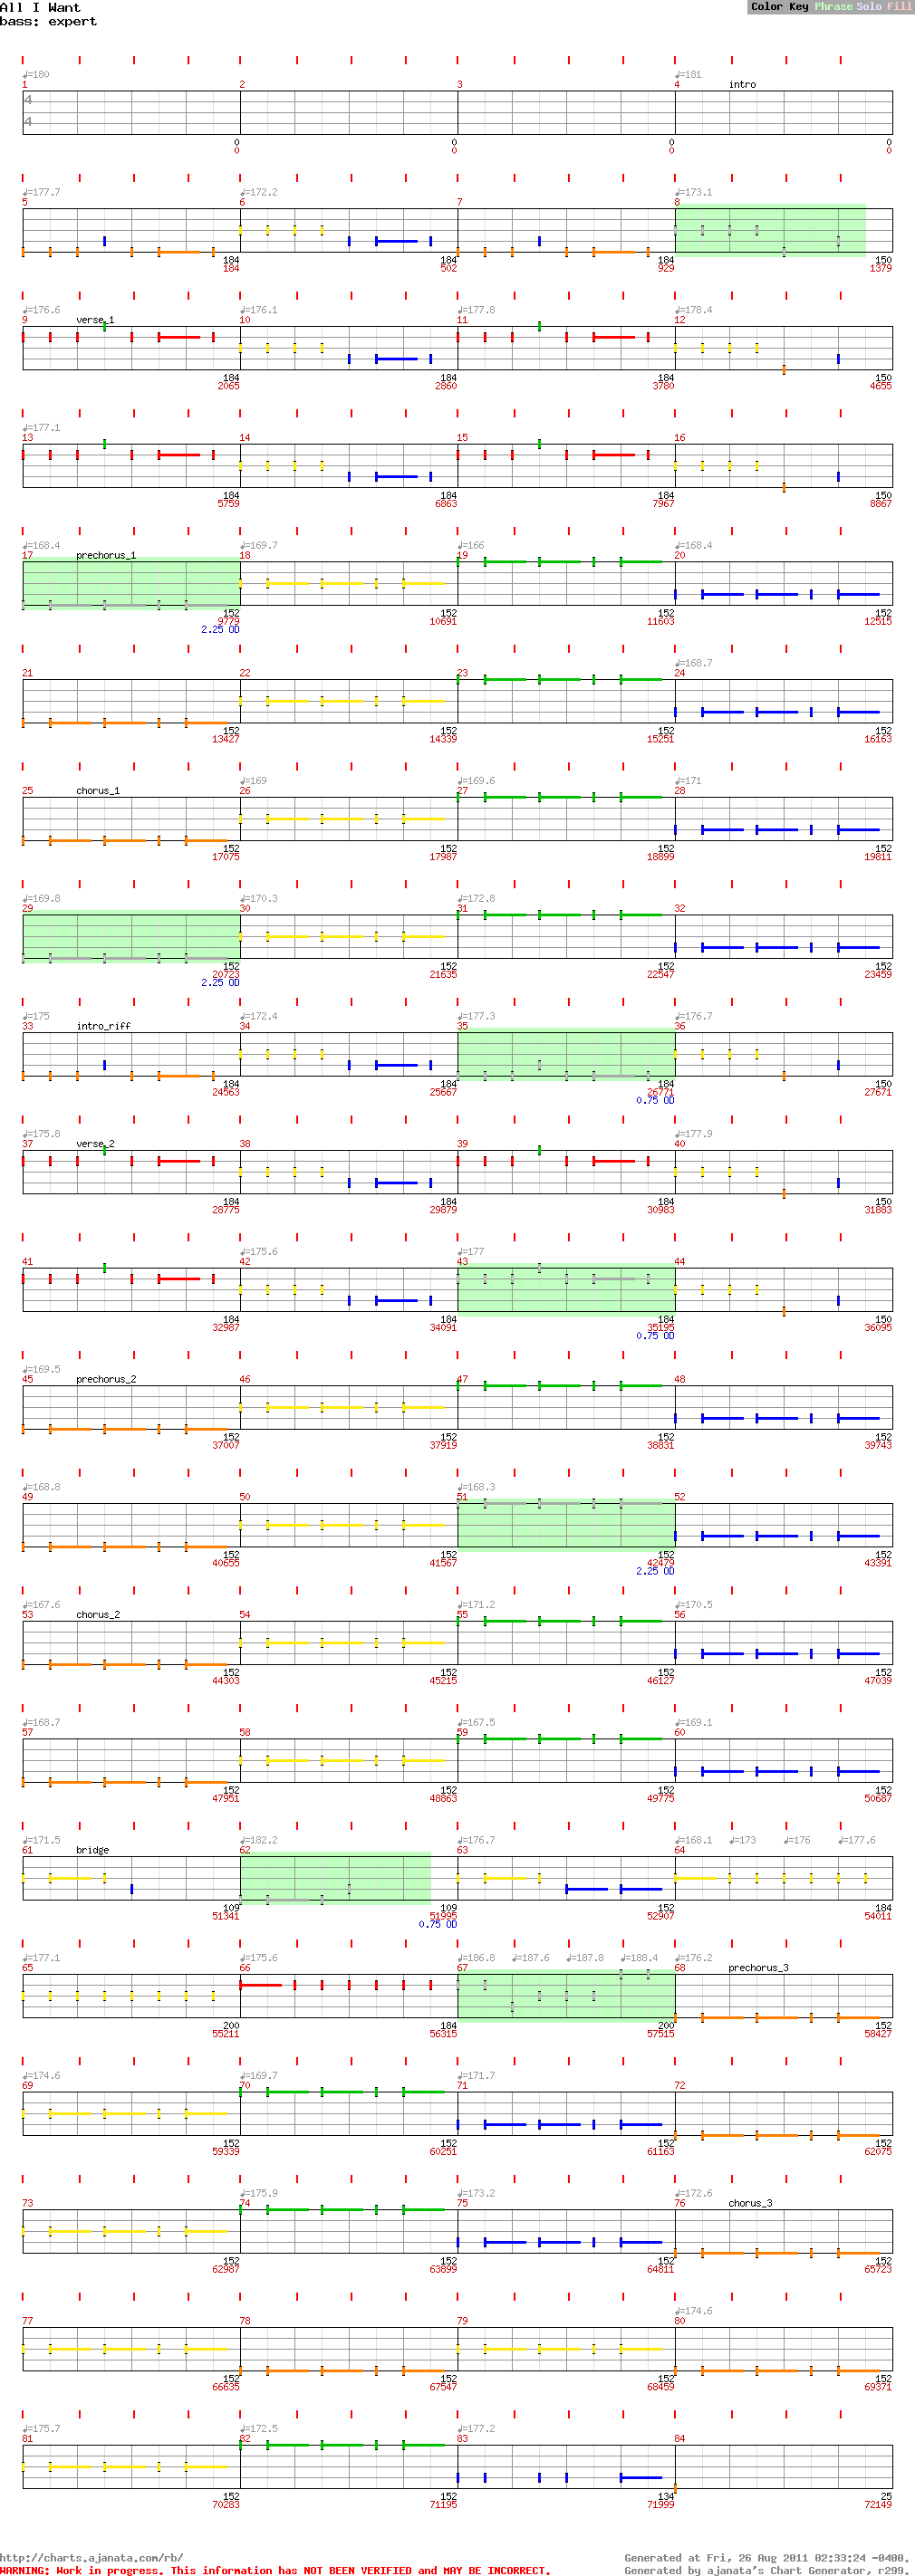 All I Want
bass: expert
Color Key Phrase Solo Fill
♩=180 ♩=181
1 2 3 4 intro
4
4
0 0 0 0
0 0 0 0
♩=177.7 ♩=172.2 ♩=173.1
5 6 7 8
184 184 184 150
184 502 929 1379
♩=176.6 ♩=176.1 ♩=177.8 ♩=178.4
9 verse_1 10 11 12
184 184 184 150
2065 2860 3780 4655
♩=177.1
13 14 15 16
184 184 184 150
5759 6863 7967 8867
♩=168.4 ♩=169.7 ♩=166 ♩=168.4
17 prechorus_1 18 19 20
152 152 152 152
9779 10691 11603 12515
2.25 OD
♩=168.7
21 22 23 24
152 152 152 152
13427 14339 15251 16163
♩=169 ♩=169.6 ♩=171
25 chorus_1 26 27 28
152 152 152 152
17075 17987 18899 19811
♩=169.8 ♩=170.3 ♩=172.8
29 30 31 32
152 152 152 152
20723 21635 22547 23459
2.25 OD
♩=175 ♩=172.4 ♩=177.3 ♩=176.7
33 intro_riff 34 35 36
184 184 184 150
24563 25667 26771 27671
0.75 OD
♩=175.8 ♩=177.9
37 verse_2 38 39 40
184 184 184 150
28775 29879 30983 31883
♩=175.6 ♩=177
41 42 43 44
184 184 184 150
32987 34091 35195 36095
0.75 OD
♩=169.5
45 prechorus_2 46 47 48
152 152 152 152
37007 37919 38831 39743
♩=168.8 ♩=168.3
49 50 51 52
152 152 152 152
40655 41567 42479 43391
2.25 OD
♩=167.6 ♩=171.2 ♩=170.5
53 chorus_2 54 55 56
152 152 152 152
44303 45215 46127 47039
♩=168.7 ♩=167.5 ♩=169.1
57 58 59 60
152 152 152 152
47951 48863 49775 50687
♩=171.5 ♩=182.2 ♩=176.7 ♩=168.1 ♩=173 ♩=176 ♩=177.6
61 bridge 62 63 64
109 109 152 184
51341 51995 52907 54011
0.75 OD
♩=177.1 ♩=175.6 ♩=186.8 ♩=187.6 ♩=187.8 ♩=188.4 ♩=176.2
65 66 67 68 prechorus_3
200 184 200 152
55211 56315 57515 58427
♩=174.6 ♩=169.7 ♩=171.7
69 70 71 72
152 152 152 152
59339 60251 61163 62075
♩=175.9 ♩=173.2 ♩=172.6
73 74 75 76 chorus_3
152 152 152 152
62987 63899 64811 65723
♩=174.6
77 78 79 80
152 152 152 152
66635 67547 68459 69371
♩=175.7 ♩=172.5 ♩=177.2
81 82 83 84
152 152 134 25
70283 71195 71999 72149
http://charts.ajanata.com/rb/ Generated at Fri, 26 Aug 2011 02:33:24 -0400.
WARNING: Work in progress. This information has NOT BEEN VERIFIED and MAY BE INCORRECT. Generated by ajanata's Chart Generator, r299.